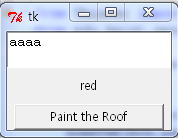 tk
aaaa
red
Paint the Roof